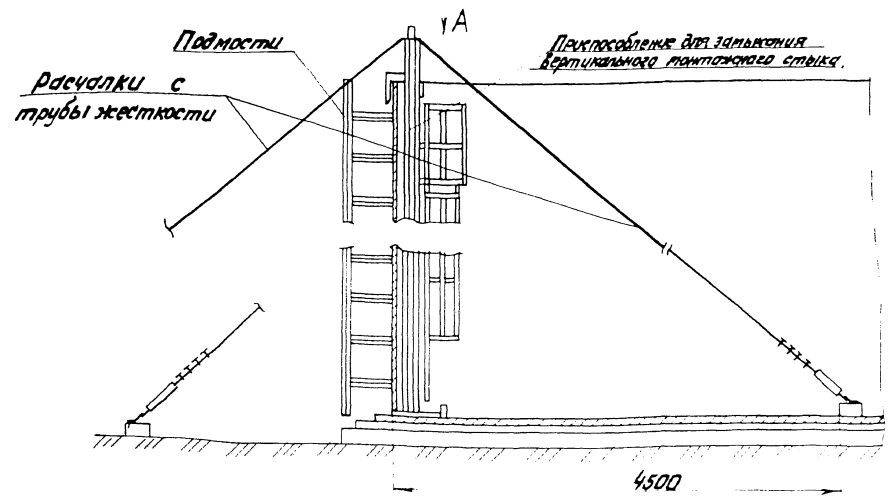 А
Подмости
Приспособление для замыкания
вертикального монтажного стыка.
Расчалки с
трубы жесткости
4500